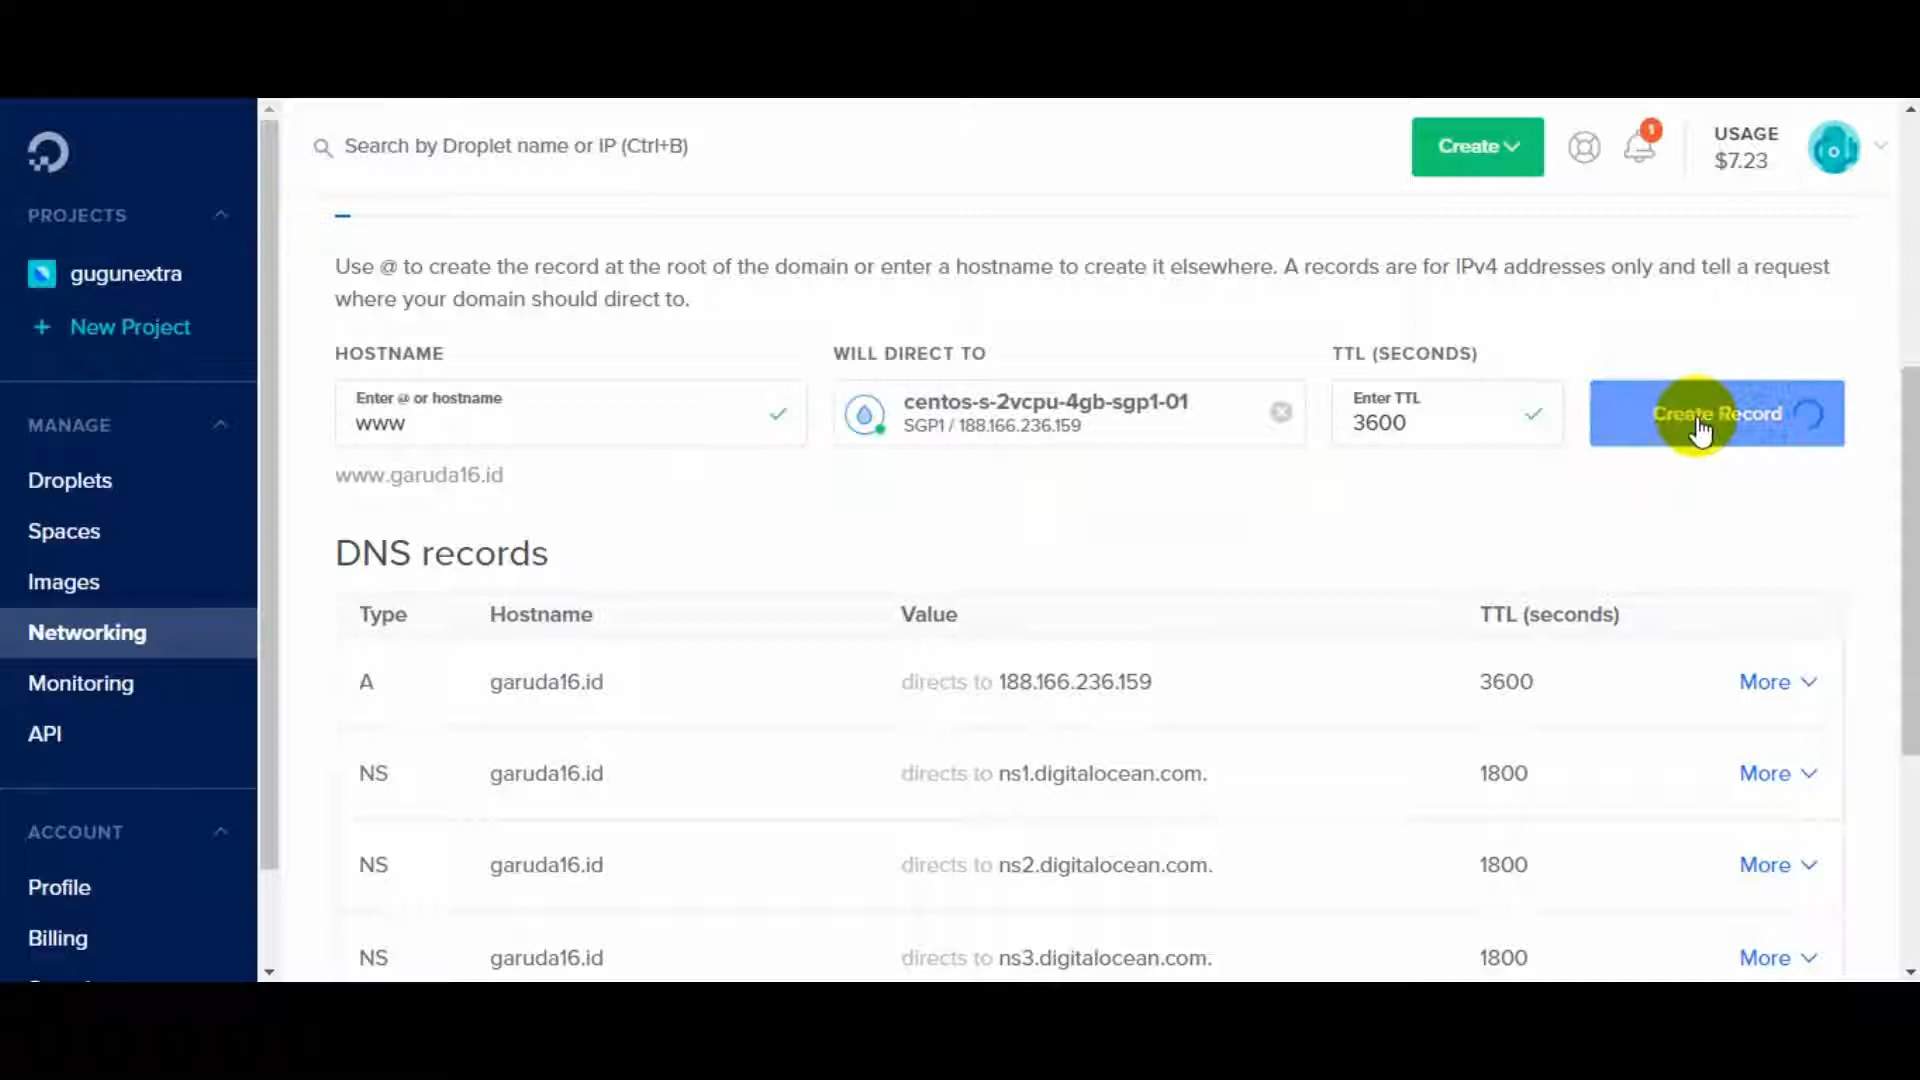 Search by Droplet name or IP (Ctrl+B)
Create
1
USAGE
$7.23
PROJECTS
gugunextra
+ New Project
MANAGE
Droplets
Spaces
Images
Networking
Monitoring
API
ACCOUNT
Profile
Billing
Use @ to create the record at the root of the domain or enter a hostname to create it elsewhere. A records are for IPv4 addresses only and tell a request
where your domain should direct to.
HOSTNAME
Enter @ or hostname
www
www.garuda16.id
WILL DIRECT TO
centos-s-2vcpu-4gb-sgp1-01
SGP1 / 188.166.236.159
TTL (SECONDS)
Enter TTL
3600
Create Record
DNS records
Type Hostname Value TTL (seconds)
A garuda16.id directs to 188.166.236.159 3600 More
NS garuda16.id directs to ns1.digitalocean.com. 1800 More
NS garuda16.id directs to ns2.digitalocean.com. 1800 More
NS garuda16.id directs to ns3.digitalocean.com. 1800 More